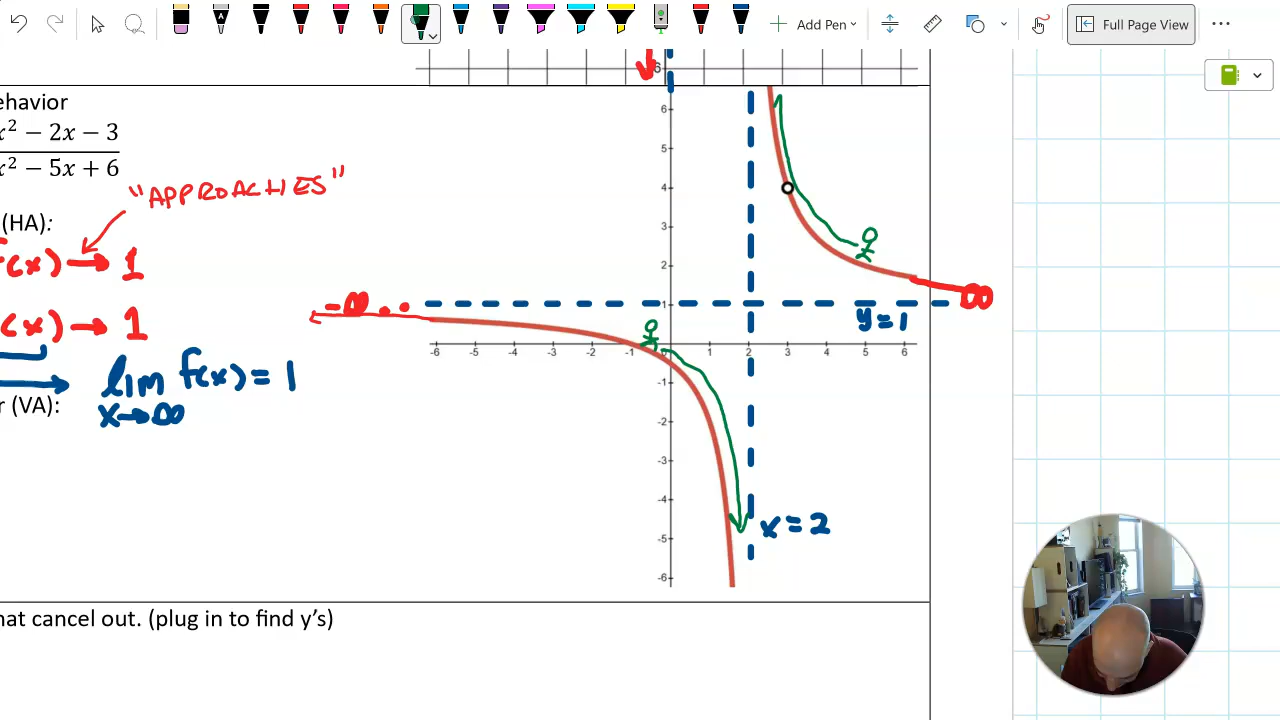 Add Pen
Full Page View
6
ehavior
x² − 2x − 3
x² − 5x + 6
"APPROACHES"
(HA):
f(x) → 1
(x) → 1
lim f(x) = 1
x→∞
r (VA):
6
5
4
3
2
1
-∞
∞
y = 1
-6 -5 -4 -3 -2 -1 0 1 2 3 4 5 6
-1
-2
-3
-4
-5
-6
x = 2
hat cancel out. (plug in to find y's)